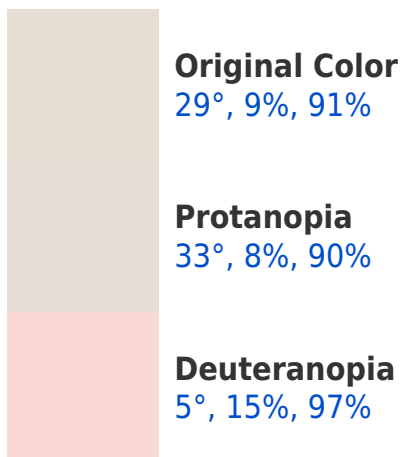 Original Color
29°, 9%, 91%
Protanopia
33°, 8%, 90%
Deuteranopia
5°, 15%, 97%